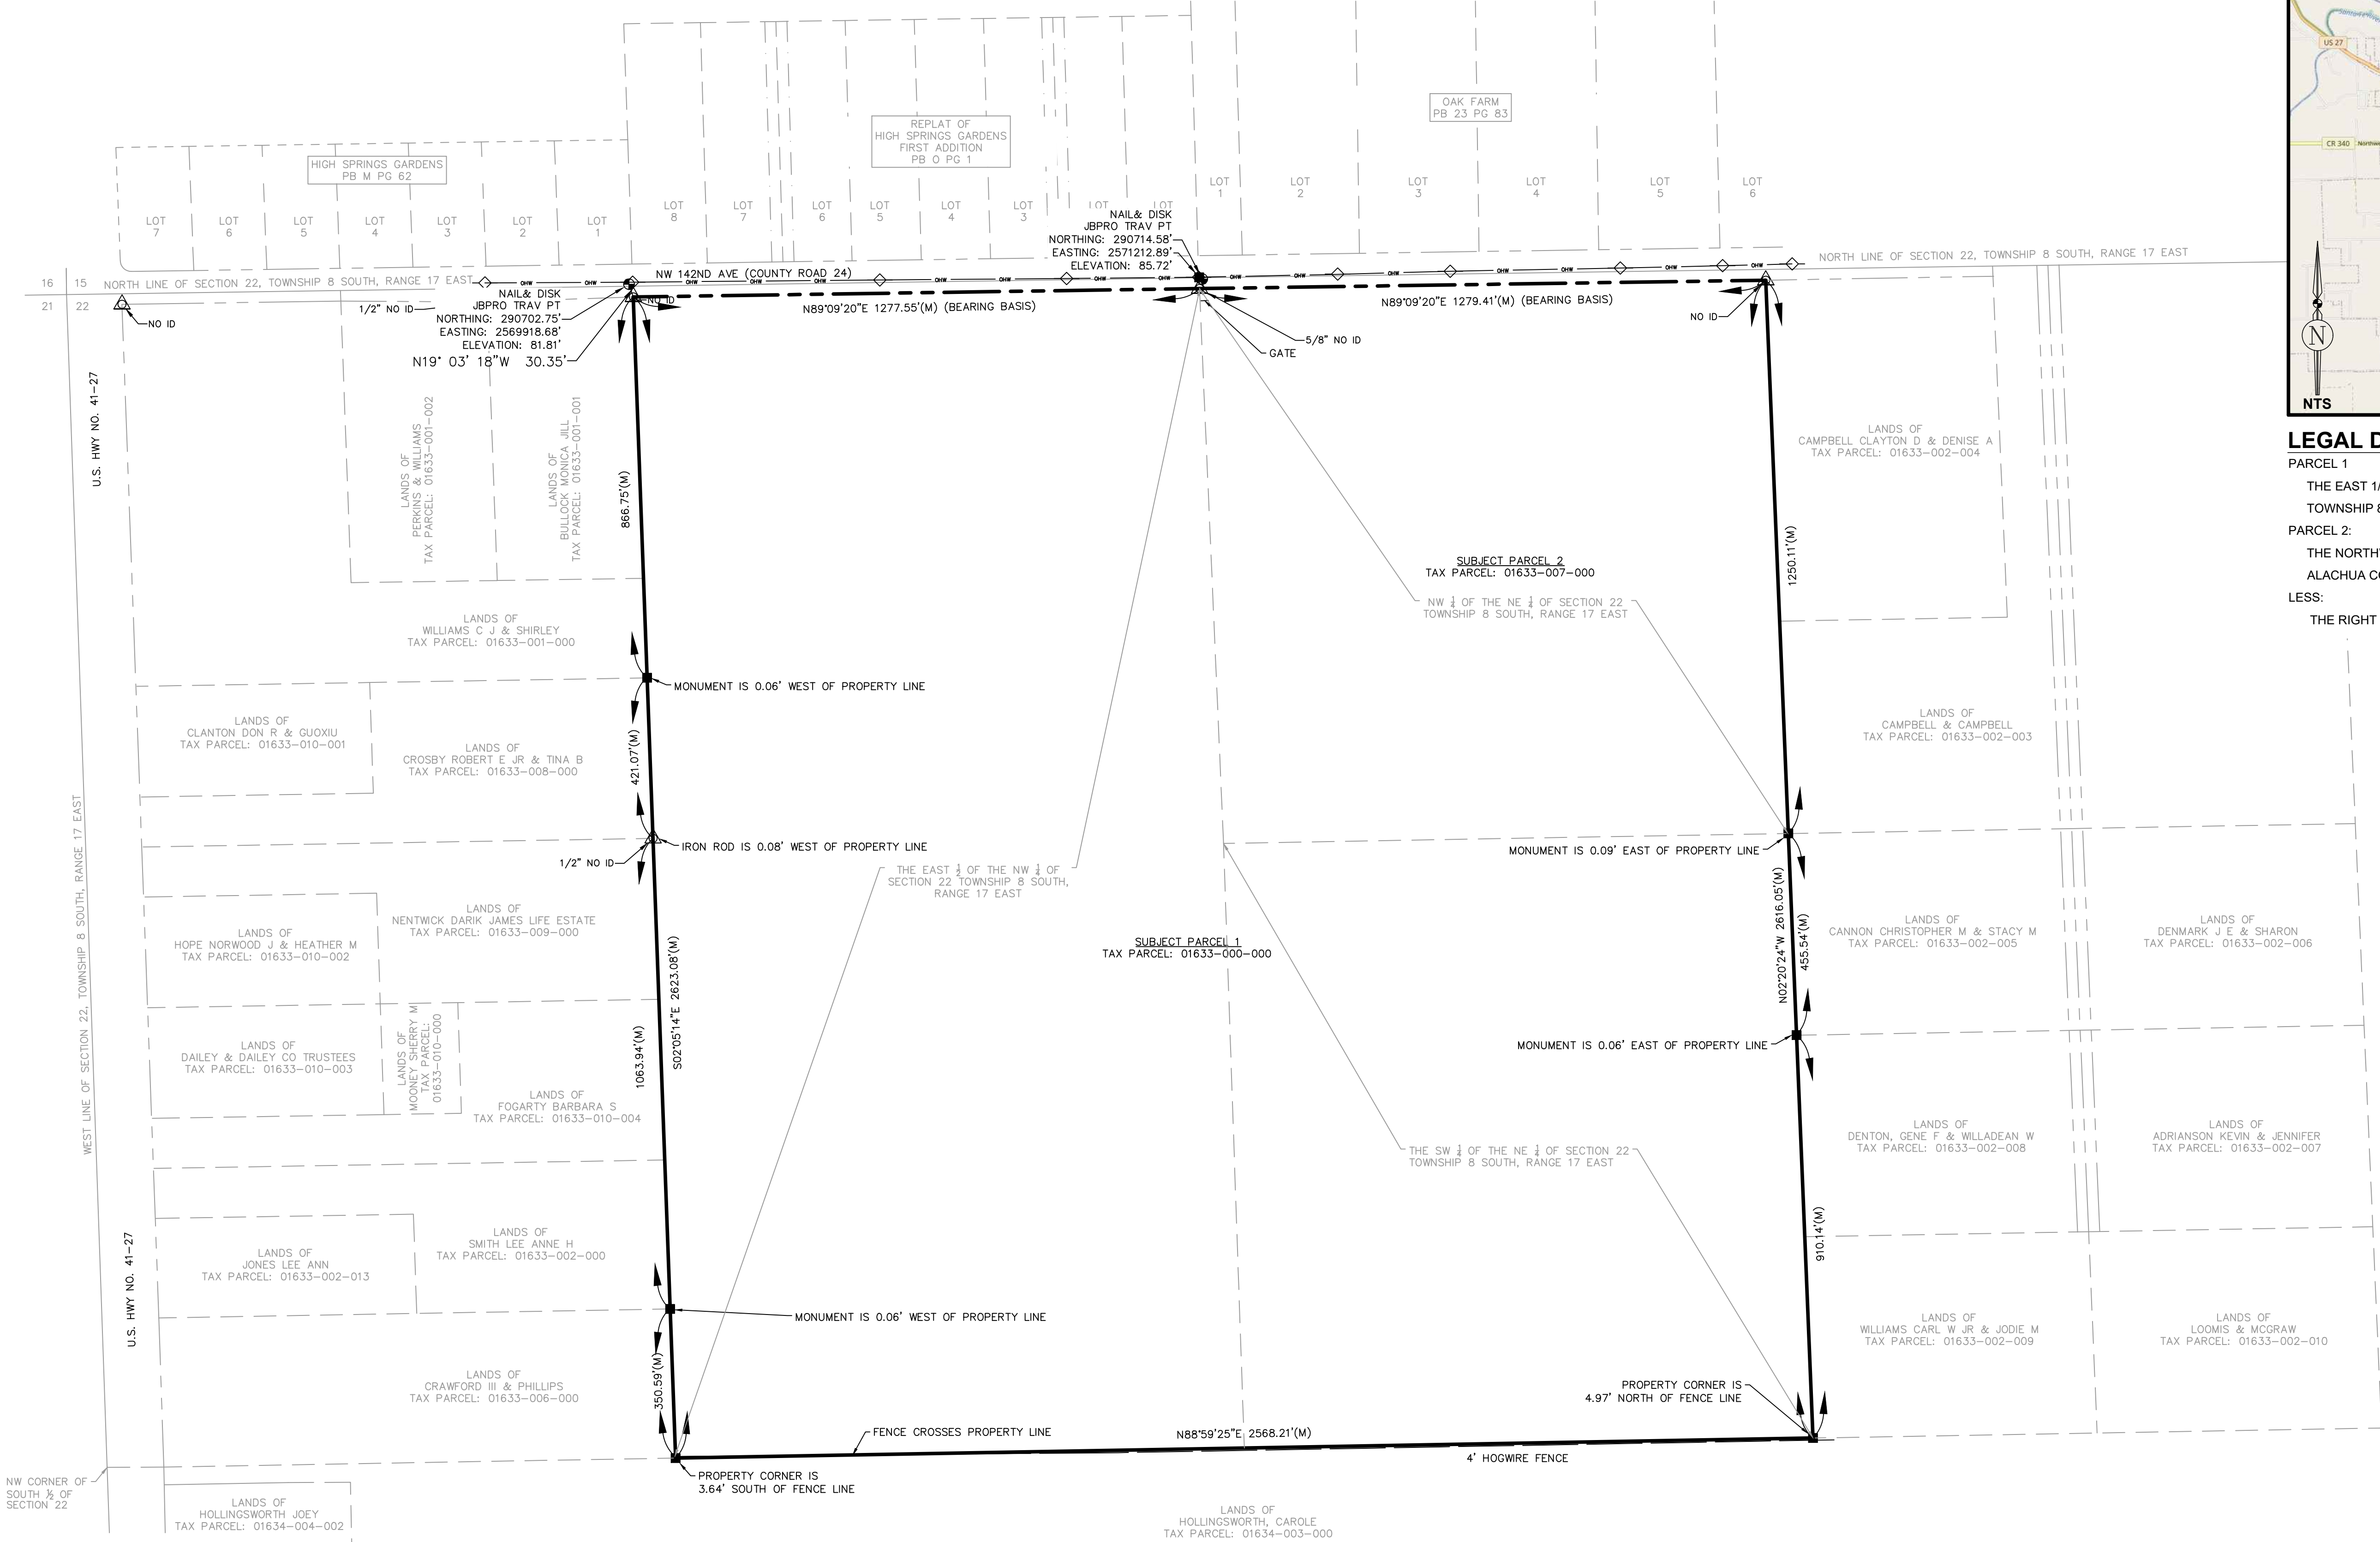 US 27
CR 340
N
NTS
LEGAL D
PARCEL 1
THE EAST 1/
TOWNSHIP 8
PARCEL 2:
THE NORTH
ALACHUA CO
LESS:
THE RIGHT
OAK FARM
PB 23 PG 83
REPLAT OF
HIGH SPRINGS GARDENS
FIRST ADDITION
PB O PG 1
HIGH SPRINGS GARDENS
PB M PG 62
LOT
7
LOT
6
LOT
5
LOT
4
LOT
3
LOT
2
LOT
1
LOT
8
LOT
7
LOT
6
LOT
5
LOT
4
LOT
3
LOT
LOT
LOT
1
LOT
2
LOT
3
LOT
4
LOT
5
LOT
6
NAIL& DISK
JBPRO TRAV PT
NORTHING: 290714.58'
EASTING: 2571212.89'
ELEVATION: 85.72'
16
15
21
22
NORTH LINE OF SECTION 22, TOWNSHIP 8 SOUTH, RANGE 17 EAST
NW 142ND AVE (COUNTY ROAD 24)
OHW OHW OHW OHW OHW OHW OHW OHW OHW OHW OHW OHW OHW OHW OHW OHW OHW
NORTH LINE OF SECTION 22, TOWNSHIP 8 SOUTH, RANGE 17 EAST
NO ID
1/2" NO ID
NAIL& DISK
JBPRO TRAV PT
NORTHING: 290702.75'
EASTING: 2569918.68'
ELEVATION: 81.81'
N19° 03' 18"W 30.35'
NO ID
N89°09'20"E 1277.55'(M) (BEARING BASIS)
N89°09'20"E 1279.41'(M) (BEARING BASIS)
NO ID
5/8" NO ID
GATE
U.S. HWY NO. 41-27
LANDS OF
PERKINS & WILLIAMS
TAX PARCEL: 01633-001-002
LANDS OF
BULLOCK MONICA JILL
TAX PARCEL: 01633-001-001
866.75'(M)
LANDS OF
CAMPBELL CLAYTON D & DENISE A
TAX PARCEL: 01633-002-004
1250.11'(M)
SUBJECT PARCEL 2
TAX PARCEL: 01633-007-000
NW 1/4 OF THE NE 1/4 OF SECTION 22
TOWNSHIP 8 SOUTH, RANGE 17 EAST
LANDS OF
WILLIAMS C J & SHIRLEY
TAX PARCEL: 01633-001-000
MONUMENT IS 0.06' WEST OF PROPERTY LINE
LANDS OF
CLANTON DON R & GUOXIU
TAX PARCEL: 01633-010-001
LANDS OF
CROSBY ROBERT E JR & TINA B
TAX PARCEL: 01633-008-000
421.07'(M)
LANDS OF
CAMPBELL & CAMPBELL
TAX PARCEL: 01633-002-003
WEST LINE OF SECTION 22, TOWNSHIP 8 SOUTH, RANGE 17 EAST
IRON ROD IS 0.08' WEST OF PROPERTY LINE
1/2" NO ID
MONUMENT IS 0.09' EAST OF PROPERTY LINE
THE EAST 1/2 OF THE NW 1/4 OF
SECTION 22 TOWNSHIP 8 SOUTH,
RANGE 17 EAST
LANDS OF
HOPE NORWOOD J & HEATHER M
TAX PARCEL: 01633-010-002
LANDS OF
NENTWICK DARIK JAMES LIFE ESTATE
TAX PARCEL: 01633-009-000
SUBJECT PARCEL 1
TAX PARCEL: 01633-000-000
N02°20'24"W 2616.05'(M)
455.54'(M)
LANDS OF
CANNON CHRISTOPHER M & STACY M
TAX PARCEL: 01633-002-005
LANDS OF
DENMARK J E & SHARON
TAX PARCEL: 01633-002-006
S02°05'14"E 2623.08'(M)
1063.94'(M)
MONUMENT IS 0.06' EAST OF PROPERTY LINE
LANDS OF
DAILEY & DAILEY CO TRUSTEES
TAX PARCEL: 01633-010-003
LANDS OF
MOONEY SHERRY M
TAX PARCEL:
01633-010-000
LANDS OF
FOGARTY BARBARA S
TAX PARCEL: 01633-010-004
THE SW 1/4 OF THE NE 1/4 OF SECTION 22
TOWNSHIP 8 SOUTH, RANGE 17 EAST
LANDS OF
DENTON, GENE F & WILLADEAN W
TAX PARCEL: 01633-002-008
LANDS OF
ADRIANSON KEVIN & JENNIFER
TAX PARCEL: 01633-002-007
U.S. HWY NO. 41-27
LANDS OF
JONES LEE ANN
TAX PARCEL: 01633-002-013
LANDS OF
SMITH LEE ANNE H
TAX PARCEL: 01633-002-000
910.14'(M)
MONUMENT IS 0.06' WEST OF PROPERTY LINE
LANDS OF
WILLIAMS CARL W JR & JODIE M
TAX PARCEL: 01633-002-009
LANDS OF
LOOMIS & MCGRAW
TAX PARCEL: 01633-002-010
LANDS OF
CRAWFORD III & PHILLIPS
TAX PARCEL: 01633-006-000
350.59'(M)
PROPERTY CORNER IS
4.97' NORTH OF FENCE LINE
FENCE CROSSES PROPERTY LINE
N88°59'25"E 2568.21'(M)
4' HOGWIRE FENCE
NW CORNER OF
SOUTH ½ OF
SECTION 22
PROPERTY CORNER IS
3.64' SOUTH OF FENCE LINE
LANDS OF
HOLLINGSWORTH JOEY
TAX PARCEL: 01634-004-002
LANDS OF
HOLLINGSWORTH, CAROLE
TAX PARCEL: 01634-003-000